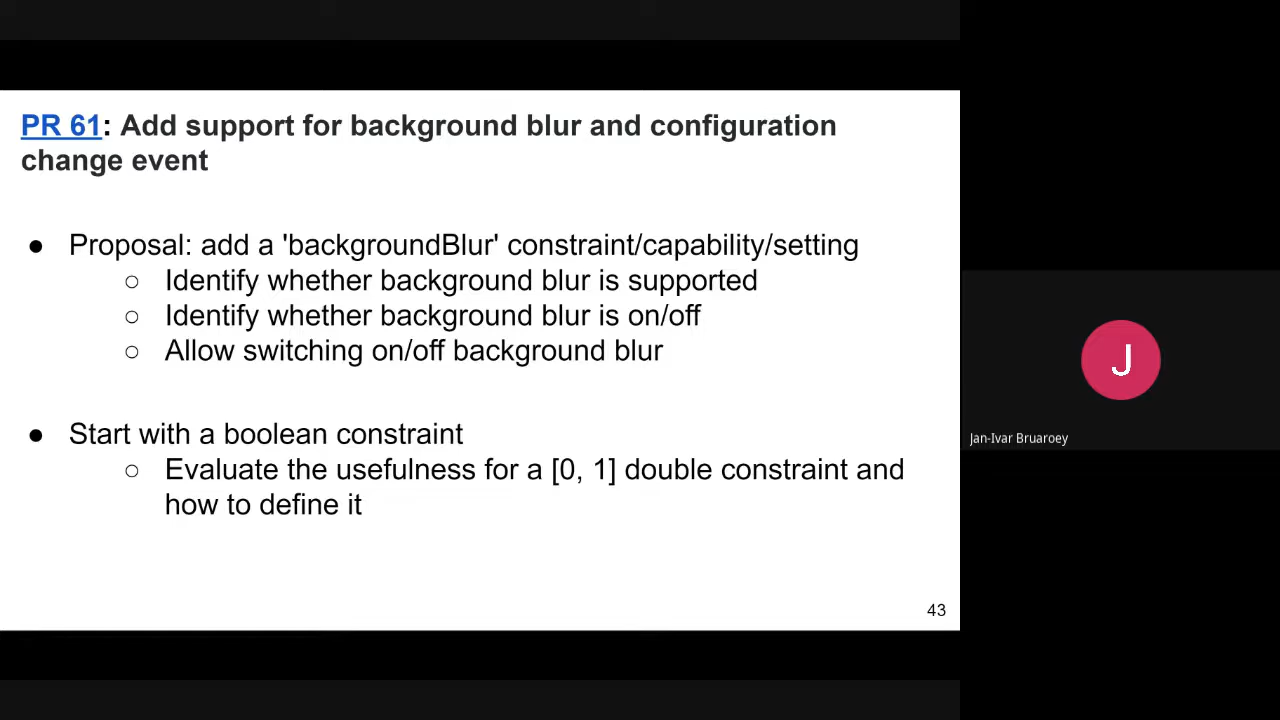 PR 61: Add support for background blur and configuration
change event
● Proposal: add a 'backgroundBlur' constraint/capability/setting
○ Identify whether background blur is supported
○ Identify whether background blur is on/off
○ Allow switching on/off background blur
● Start with a boolean constraint
○ Evaluate the usefulness for a [0, 1] double constraint and
how to define it
43
J
Jan-Ivar Bruaroey